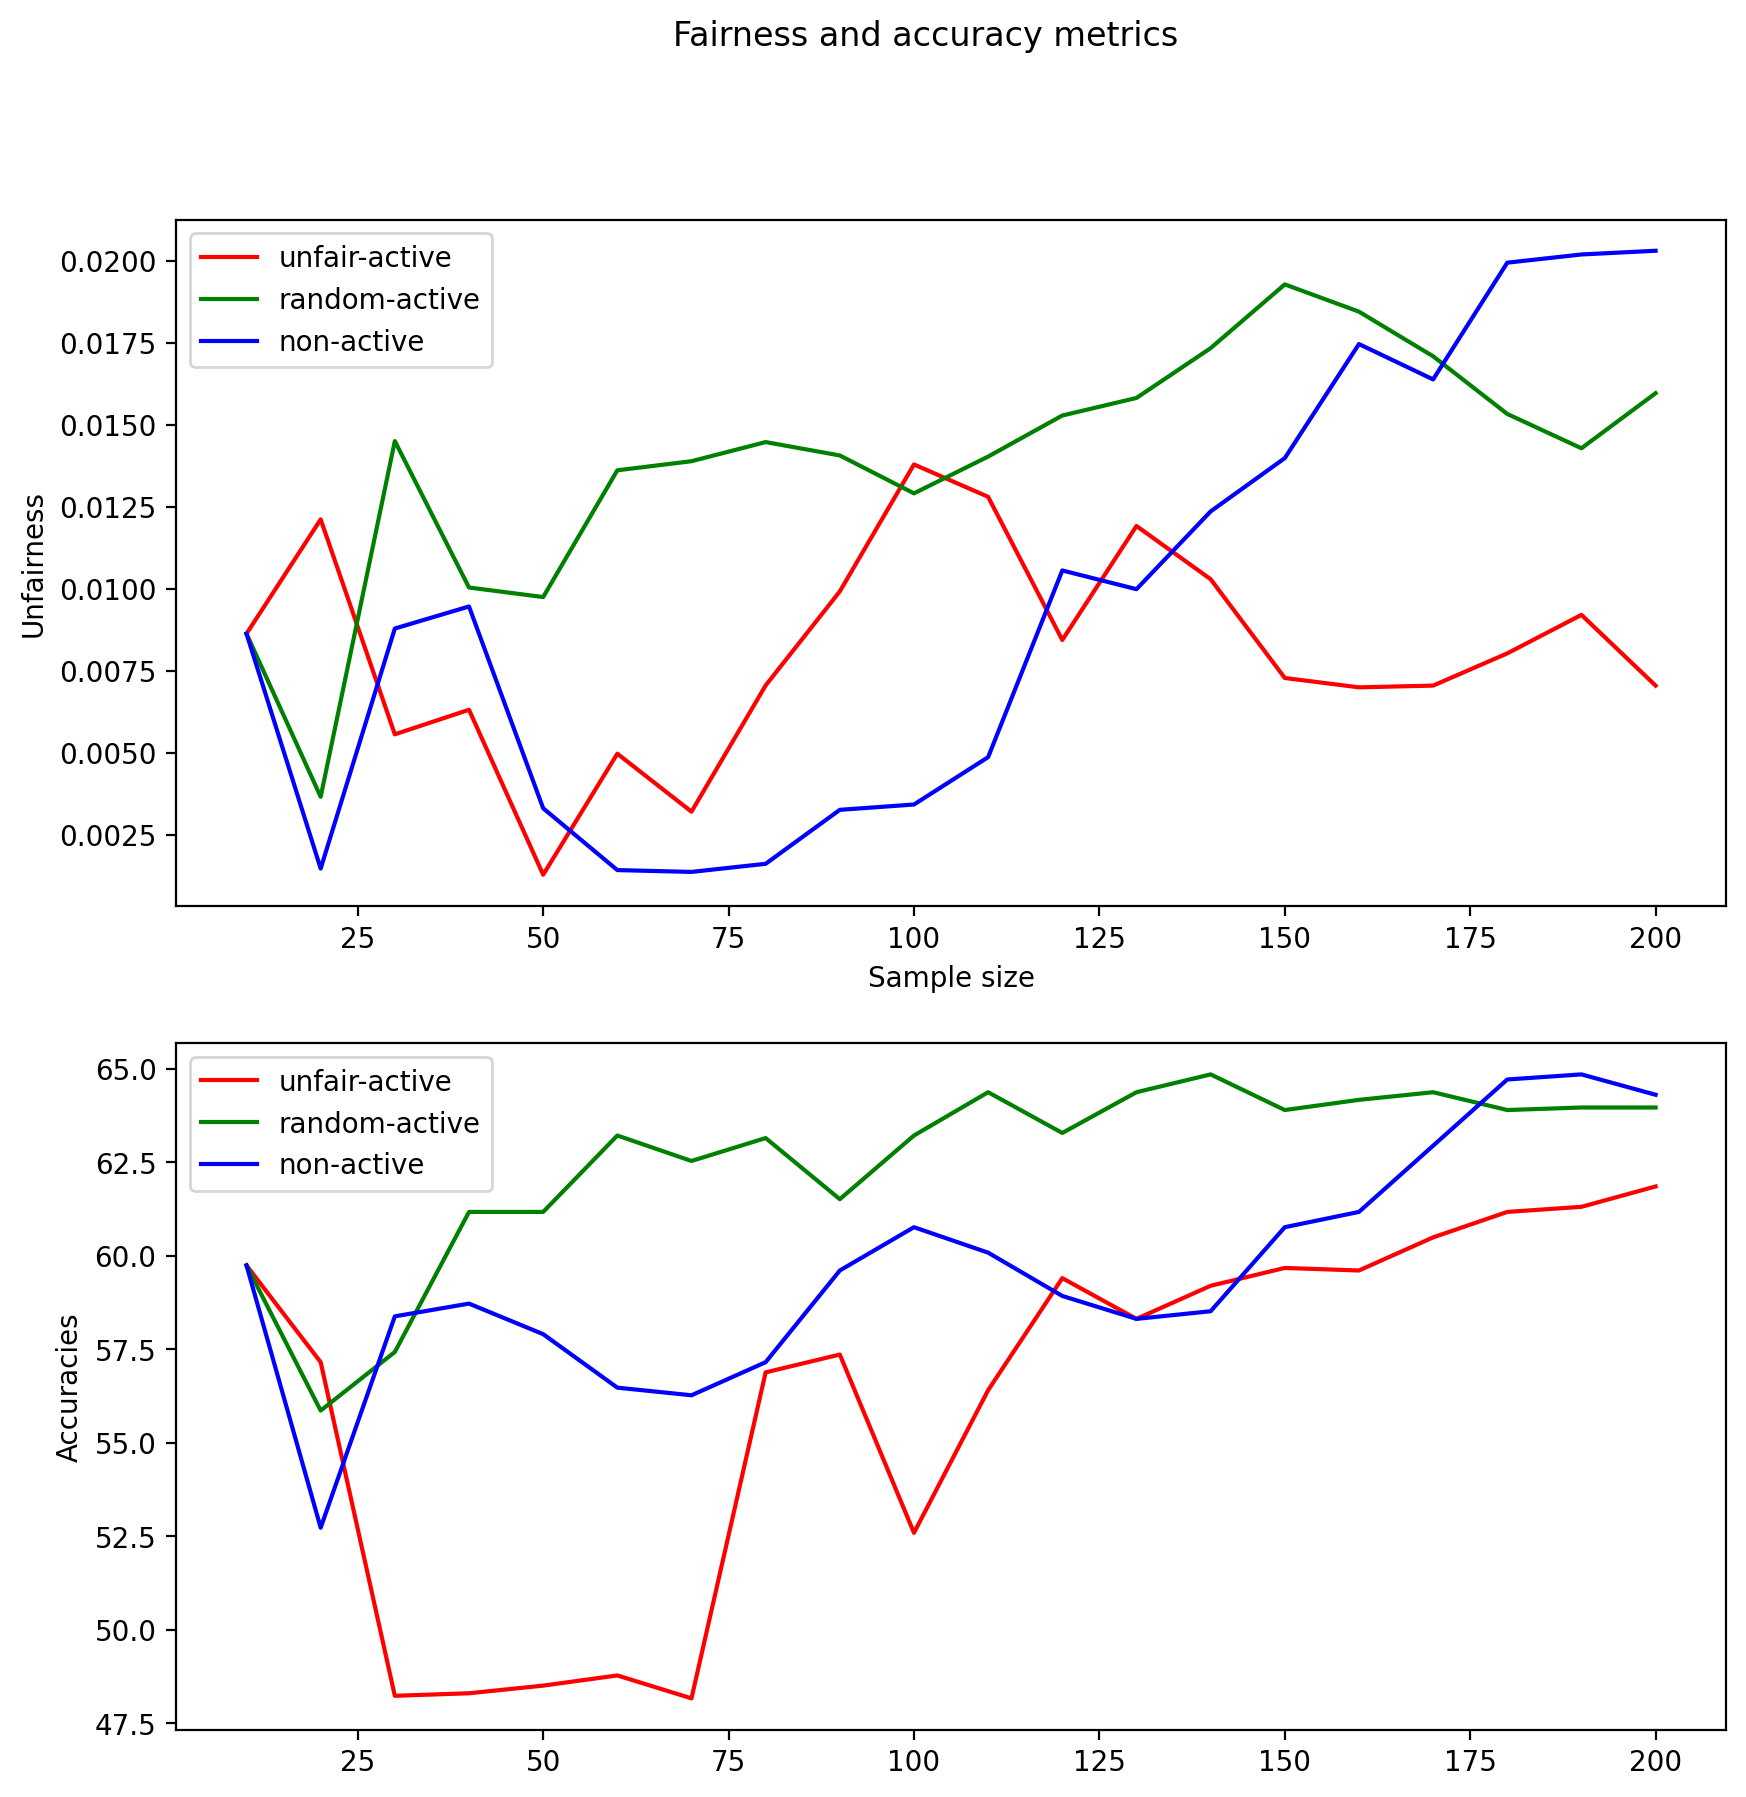 Fairness and accuracy metrics
unfair-active
random-active
non-active
0.0200
0.0175
0.0150
0.0125
0.0100
0.0075
0.0050
0.0025
Unfairness
25 50 75 100 125 150 175 200
Sample size
unfair-active
random-active
non-active
65.0
62.5
60.0
57.5
55.0
52.5
50.0
47.5
Accuracies
25 50 75 100 125 150 175 200